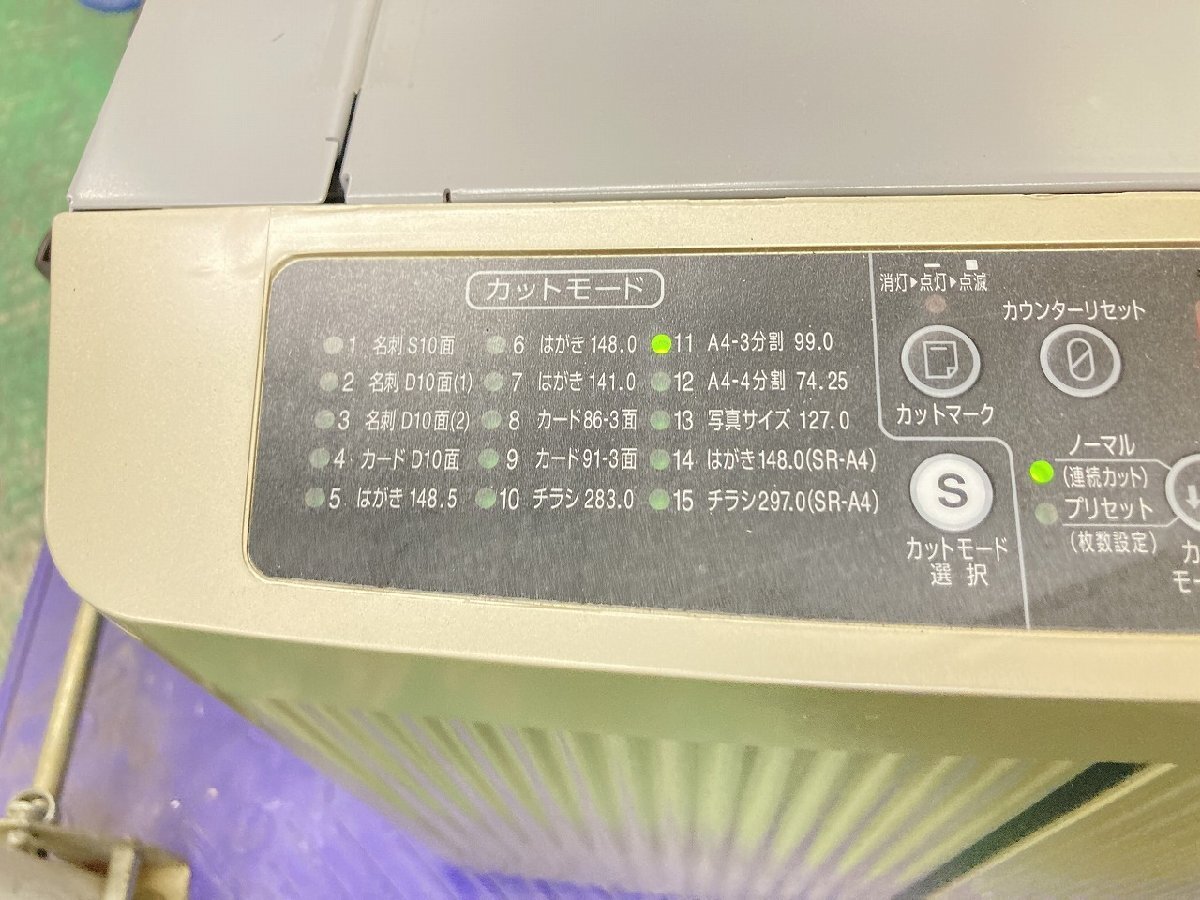 カットモード
1 名刺 S10面
2 名刺 D10面(1)
3 名刺 D10面(2)
4 カード D10面
5 はがき 148.5
6 はがき 148.0
7 はがき 141.0
8 カード86-3面
9 カード91-3面
10 チラシ 283.0
11 A4-3分割 99.0
12 A4-4分割 74.25
13 写真サイズ 127.0
14 はがき148.0(SR-A4)
15 チラシ297.0(SR-A4)
消灯▶点灯▶点滅
カットマーク
カウンターリセット
S
カットモード
選択
ノーマル
(連続カット)
プリセット
(枚数設定)